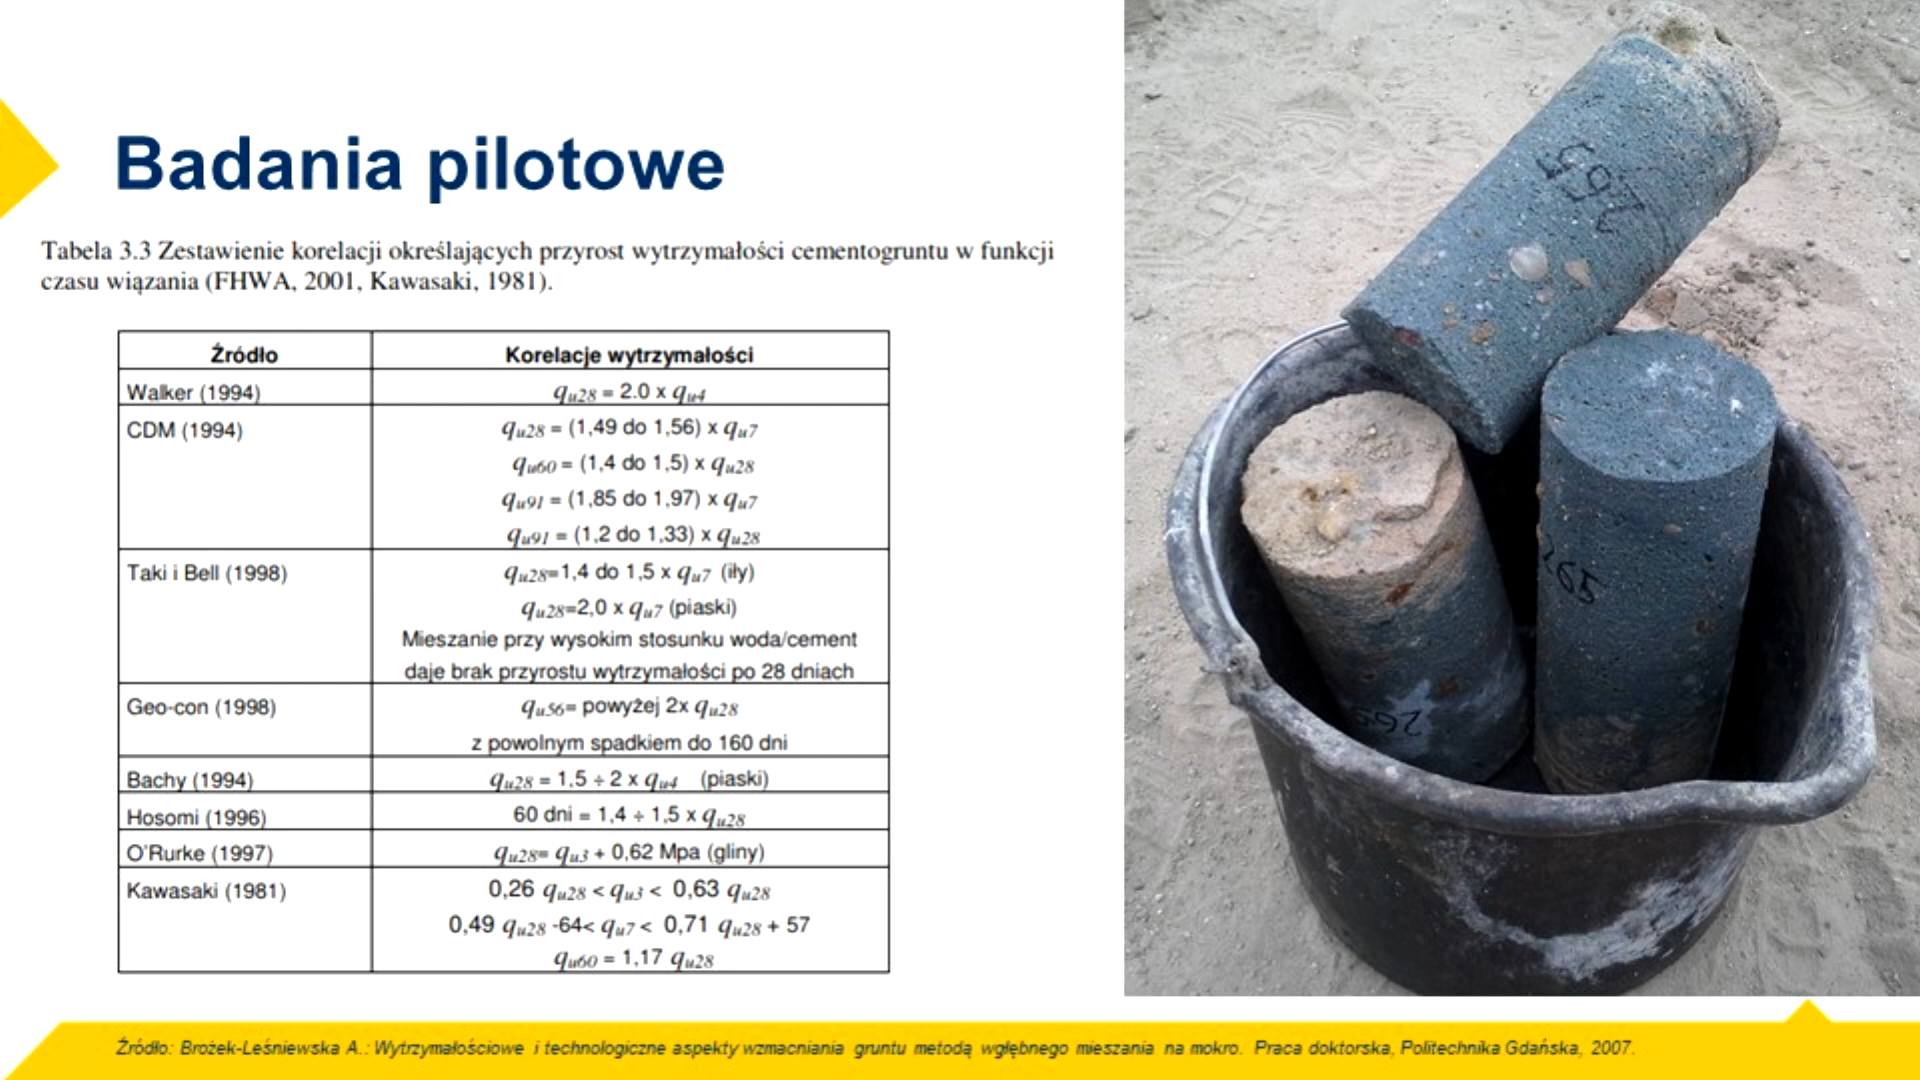 Badania pilotowe
Tabela 3.3 Zestawienie korelacji określających przyrost wytrzymałości cementogruntu w funkcji
czasu wiązania (FHWA, 2001, Kawasaki, 1981).
Źródło Korelacje wytrzymałości
Walker (1994) qu28 = 2.0 x qu4
CDM (1994) qu28 = (1,49 do 1,56) x qu7
qu60 = (1,4 do 1,5) x qu28
qu91 = (1,85 do 1,97) x qu7
qu91 = (1,2 do 1,33) x qu28
Taki i Bell (1998) qu28=1,4 do 1,5 x qu7 (iły)
qu28=2,0 x qu7 (piaski)
Mieszanie przy wysokim stosunku woda/cement
daje brak przyrostu wytrzymałości po 28 dniach
Geo-con (1998) qu56= powyżej 2x qu28
z powolnym spadkiem do 160 dni
Bachy (1994) qu28 = 1,5 ÷ 2 x qu4 (piaski)
Hosomi (1996) 60 dni = 1,4 ÷ 1,5 x qu28
O'Rurke (1997) qu28= qu3 + 0,62 Mpa (gliny)
Kawasaki (1981) 0,26 qu28 < qu3 < 0,63 qu28
0,49 qu28 -64< qu7 < 0,71 qu28 + 57
qu60 = 1,17 qu28
265
265
265
Źródło: Brożek-Leśniewska A.: Wytrzymałościowe i technologiczne aspekty wzmacniania gruntu metodą wgłębnego mieszania na mokro. Praca doktorska, Politechnika Gdańska, 2007.